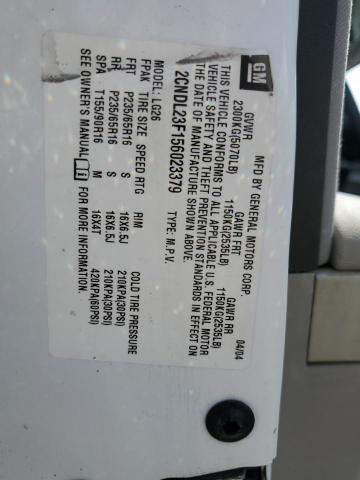 GM
MFD BY GENERAL MOTORS CORP. 04/04
GVWR GAWR FRT GAWR RR
2300KG(5070LB) 1150KG(2535LB) 1150KG(2535LB)
THIS VEHICLE CONFORMS TO ALL APPLICABLE U.S. FEDERAL MOTOR
VEHICLE SAFETY AND THEFT PREVENTION STANDARDS IN EFFECT
ON THE DATE OF MANUFACTURE SHOWN ABOVE.
2CNDL23F156023379 TYPE: M.P.V.
MODEL: LG26
FPAK TIRE SIZE SPEED RTG RIM COLD TIRE PRESSURE
FRT P235/65R16 S 16X6.5J 210KPA(30PSI)
RR P235/65R16 S 16X6.5J 210KPA(30PSI)
SPA T155/90R16 M 16X4T 420KPA(60PSI)
SEE OWNER'S MANUAL FOR MORE INFORMATION.